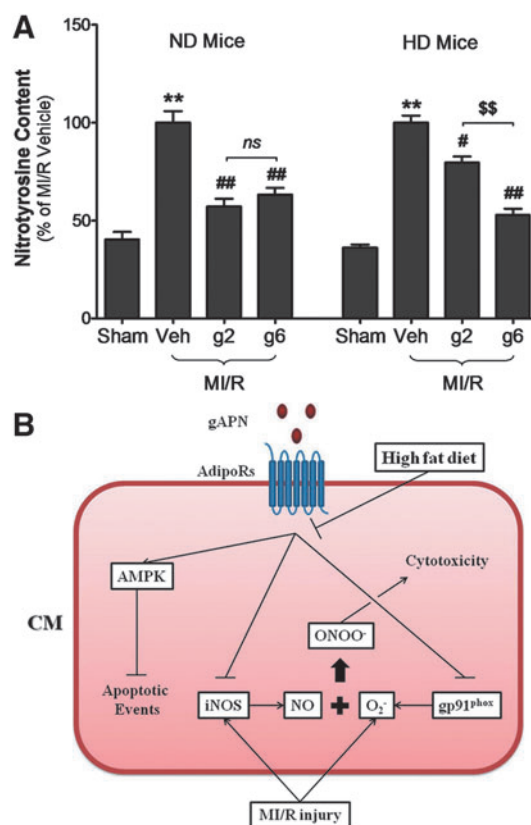 A
ND Mice
HD Mice
Nitrotyrosine Content
(% of MI/R Vehicle)
150
100
50
0
**
##
ns
##
**
#
$$
##
Sham Veh g2 g6
Sham Veh g2 g6
MI/R
MI/R
B
gAPN
AdipoRs
High fat diet
AMPK
Cytotoxicity
CM
ONOO-
Apoptotic
Events
iNOS
NO
O2-
gp91phox
MI/R injury